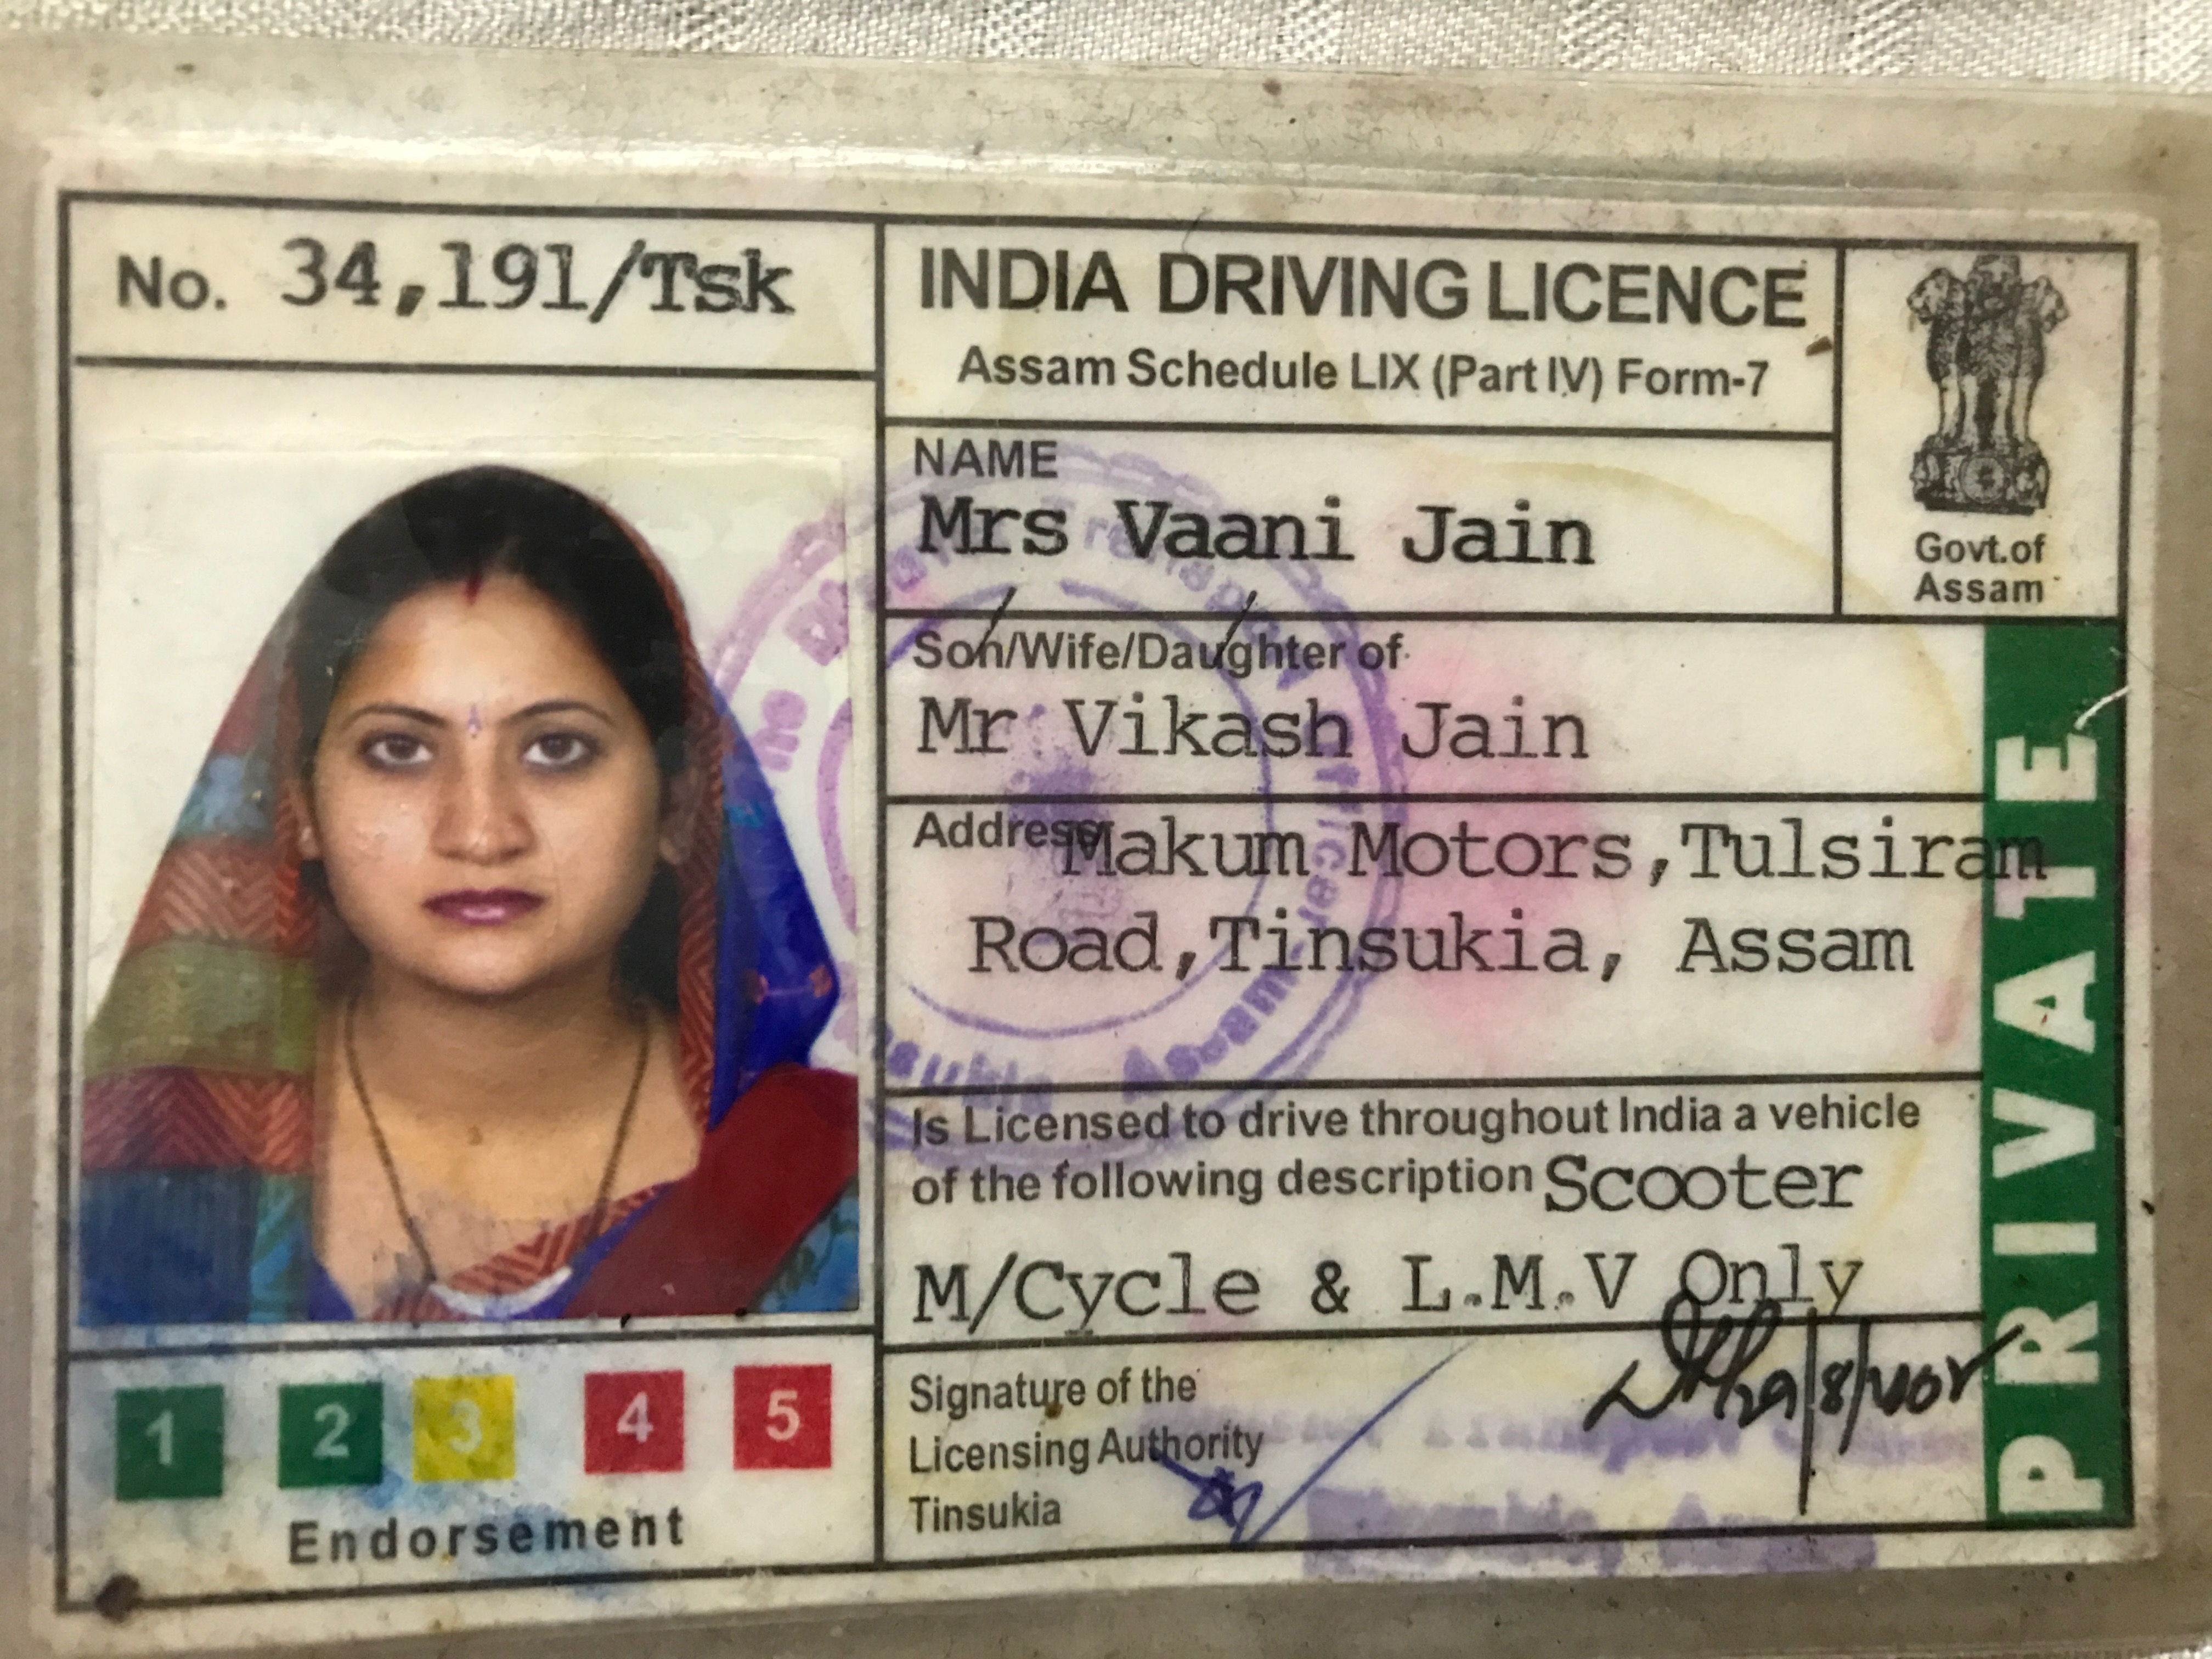 No. 34,191/Tsk
Endorsement
1 2 3 4 5
INDIA DRIVING LICENCE
Assam Schedule LIX (Part IV) Form-7
Govt.of
Assam
NAME
Mrs Vaani Jain
Son/Wife/Daughter of
Mr Vikash Jain
Address Makum Motors,Tulsiram
Road,Tinsukia, Assam
Is Licensed to drive throughout India a vehicle
of the following description Scooter
M/Cycle & L.M.V Only
Signature of the
Licensing Authority
Tinsukia
PRIVATE